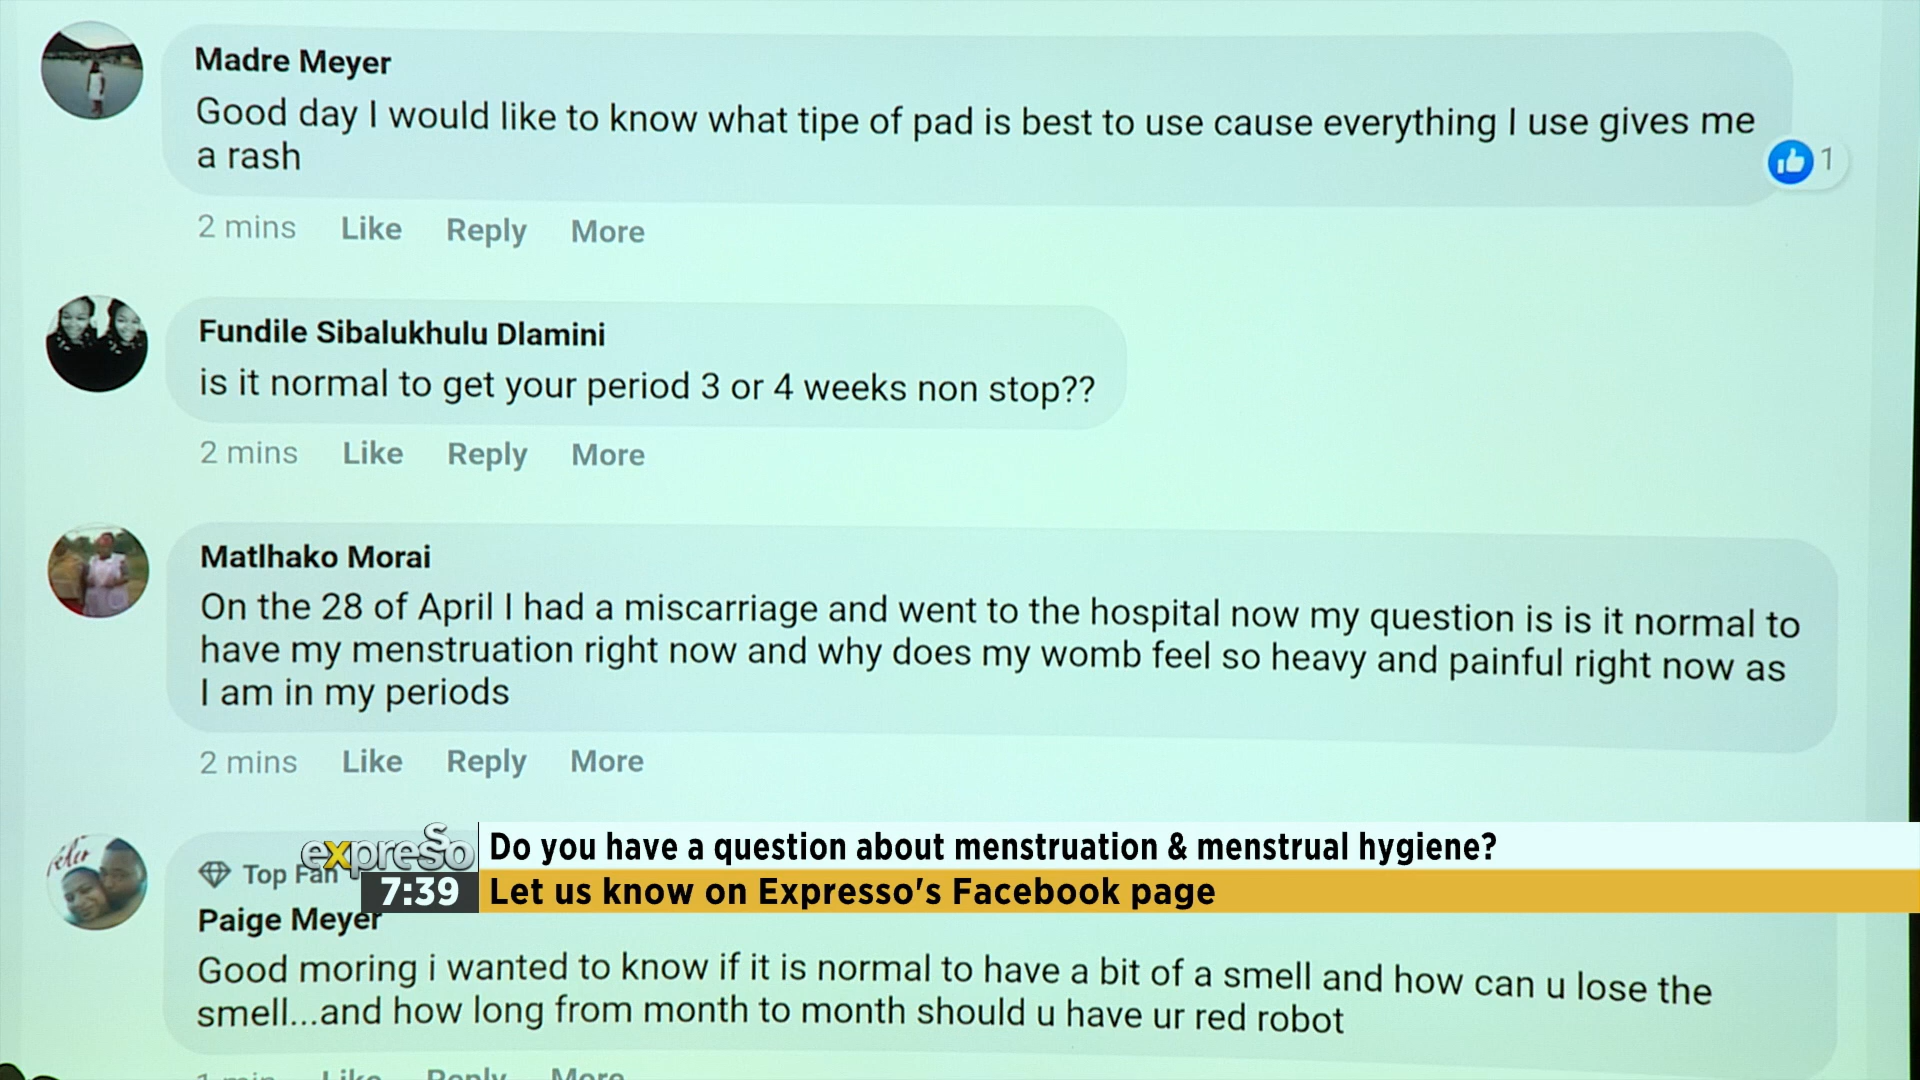 Madre Meyer
Good day I would like to know what tipe of pad is best to use cause everything I use gives me
a rash
1
2 mins Like Reply More
Fundile Sibalukhulu Dlamini
is it normal to get your period 3 or 4 weeks non stop??
2 mins Like Reply More
Matlhako Morai
On the 28 of April I had a miscarriage and went to the hospital now my question is is it normal to
have my menstruation right now and why does my womb feel so heavy and painful right now as
I am in my periods
2 mins Like Reply More
Top Fan
expresso
Do you have a question about menstruation & menstrual hygiene?
7:39
Let us know on Expresso's Facebook page
Paige Meyer
Good moring i wanted to know if it is normal to have a bit of a smell and how can u lose the
smell...and how long from month to month should u have ur red robot
1 min Like Reply More